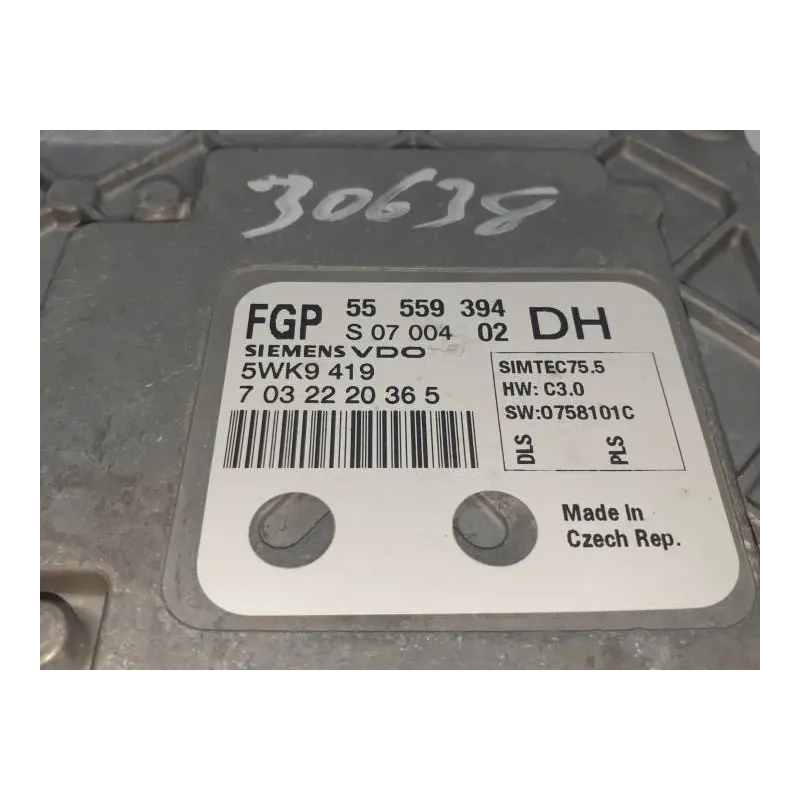 30638
FGP 55 559 394 DH
S 07 004 02
SIEMENS VDO
5WK9 419
7 03 22 20 36 5
SIMTEC75.5
HW: C3.0
SW:0758101C
DLS PLS
Made In
Czech Rep.